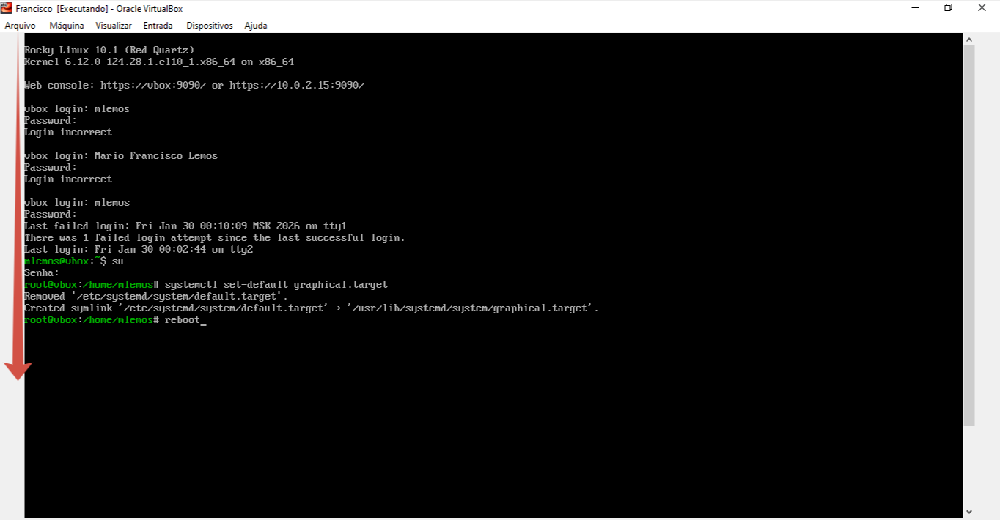 Francisco [Executando] - Oracle VirtualBox
Arquivo Máquina Visualizar Entrada Dispositivos Ajuda
Rocky Linux 10.1 (Red Quartz)
Kernel 6.12.0-124.28.1.el10_1.x86_64 on x86_64
Web console: https://vbox:9090/ or https://10.0.2.15:9090/
vbox login: mlemos
Password:
Login incorrect
vbox login: Mario Francisco Lemos
Password:
Login incorrect
vbox login: mlemos
Password:
Last failed login: Fri Jan 30 00:10:09 MSK 2026 on tty1
There was 1 failed login attempt since the last successful login.
Last login: Fri Jan 30 00:02:44 on tty2
mlemos@vbox:~$ su
Senha:
root@vbox:/home/mlemos# systemctl set-default graphical.target
Removed '/etc/systemd/system/default.target'.
Created symlink '/etc/systemd/system/default.target' → '/usr/lib/systemd/system/graphical.target'.
root@vbox:/home/mlemos# reboot_